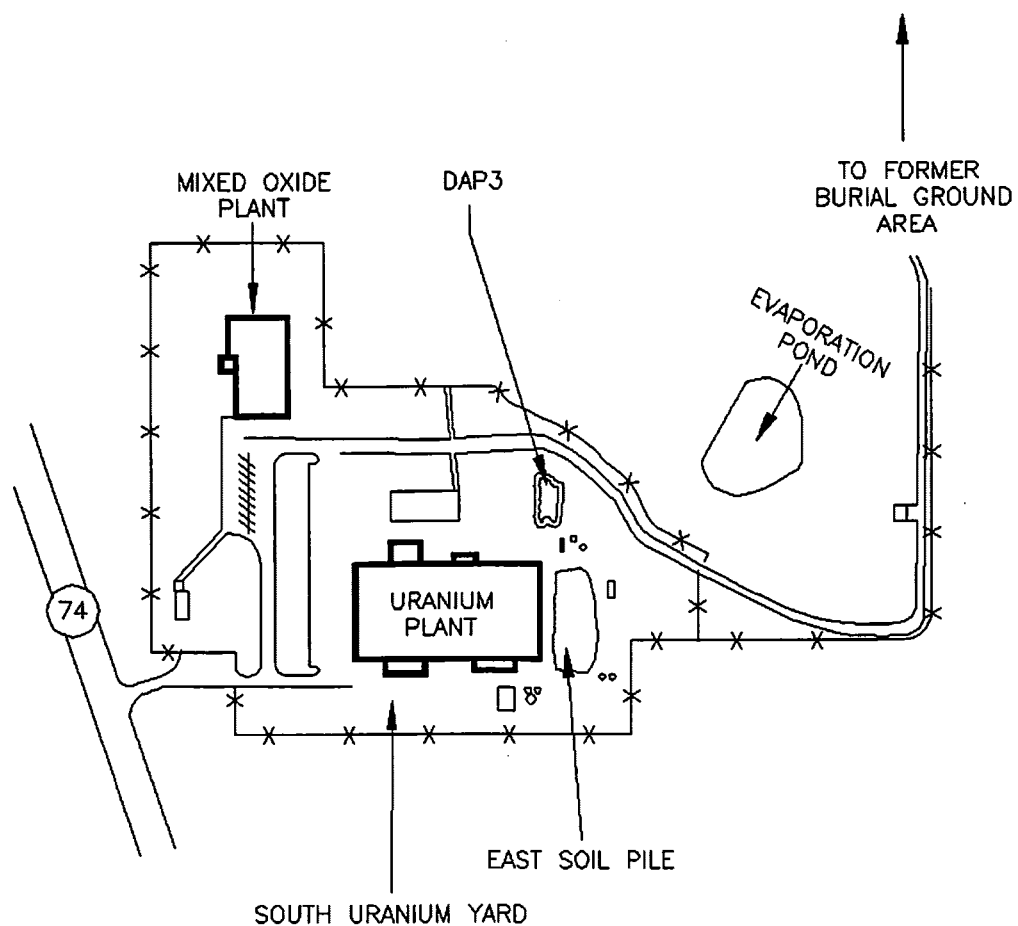 TO FORMER
BURIAL GROUND
AREA
MIXED OXIDE
PLANT
DAP3
EVAPORATION
POND
74
URANIUM
PLANT
EAST SOIL PILE
SOUTH URANIUM YARD